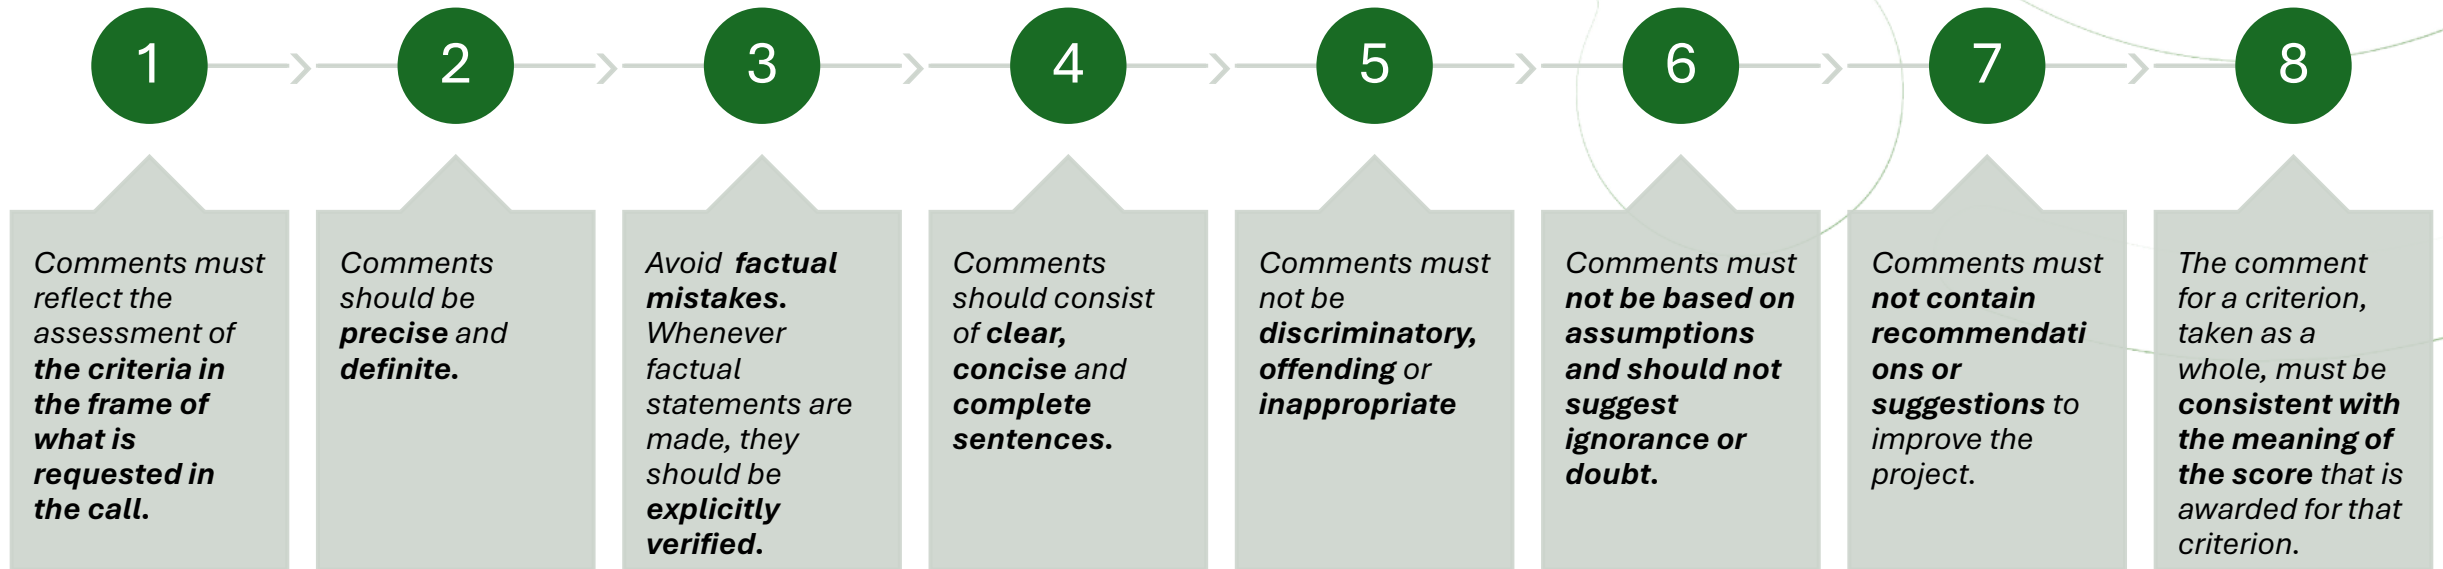 1
Comments must
reflect the
assessment of
the criteria in
the frame of
what is
requested in
the call.
2
Comments
should be
precise and
definite.
3
Avoid factual
mistakes.
Whenever
factual
statements are
made, they
should be
explicitly
verified.
4
Comments
should consist
of clear,
concise and
complete
sentences.
5
Comments must
not be
discriminatory,
offending or
inappropriate
6
Comments must
not be based on
assumptions
and should not
suggest
ignorance or
doubt.
7
Comments must
not contain
recommendati
ons or
suggestions to
improve the
project.
8
The comment
for a criterion,
taken as a
whole, must be
consistent with
the meaning of
the score that is
awarded for that
criterion.